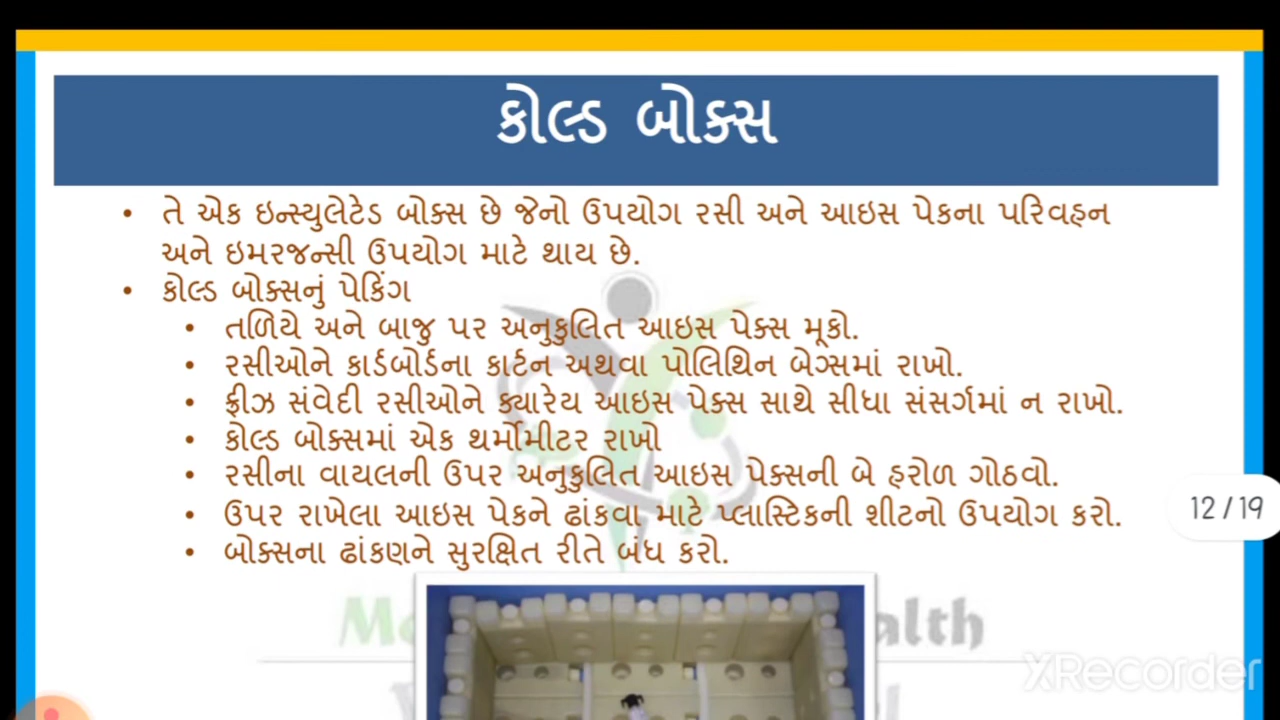 કોલ્ડ બોક્સ
• તે એક ઇન્સ્યુલેટેડ બોક્સ છે જેનો ઉપયોગ રસી અને આઇસ પેકના પરિવહન
અને ઇમરજન્સી ઉપયોગ માટે થાય છે.
• કોલ્ડ બોક્સનું પેકિંગ
• તળિયે અને બાજુ પર અનુકુલિત આઇસ પેક્સ મૂકો.
• રસીઓને કાર્ડબોર્ડના કાર્ટન અથવા પોલિથિન બેગ્સમાં રાખો.
• ફ્રીઝ સંવેદી રસીઓને ક્યારેય આઇસ પેક્સ સાથે સીધા સંસર્ગમાં ન રાખો.
• કોલ્ડ બોક્સમાં એક થર્મોમીટર રાખો
• રસીના વાયલની ઉપર અનુકુલિત આઇસ પેક્સની બે હરોળ ગોઠવો.
12 / 19
• ઉપર રાખેલા આઇસ પેકને ઢાંકવા માટે પ્લાસ્ટિકની શીટનો ઉપયોગ કરો.
• બોક્સના ઢાંકણને સુરક્ષિત રીતે બંધ કરો.
XRecorder